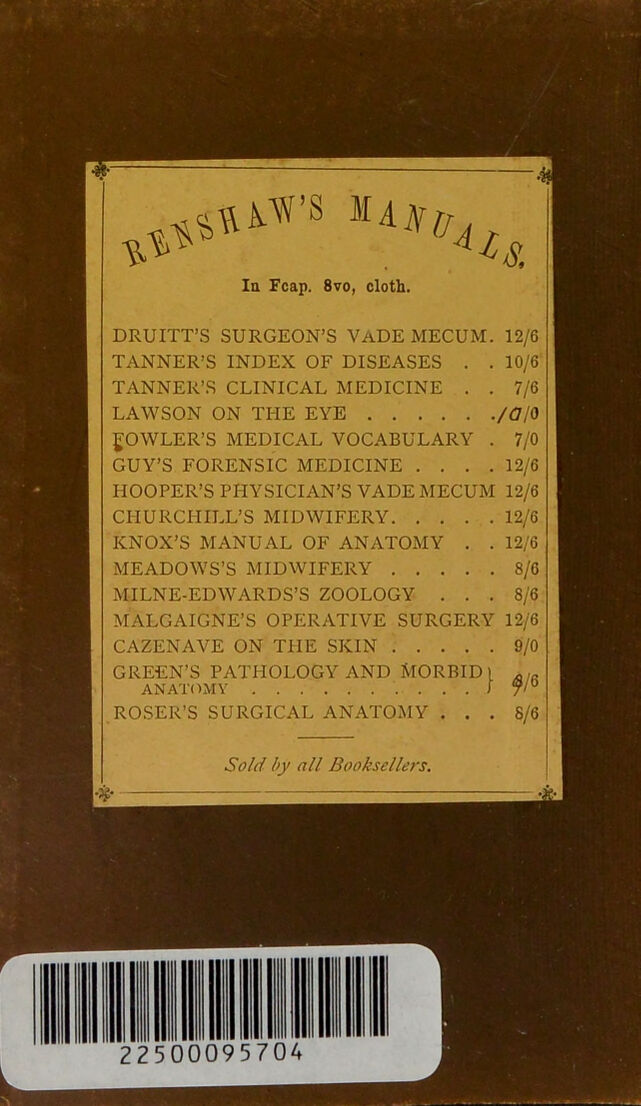 RENSHAW'S MANUALS.
In Fcap. 8vo, cloth.
DRUITT'S SURGEON'S VADE MECUM. 12/6
TANNER'S INDEX OF DISEASES . . 10/6
TANNER'S CLINICAL MEDICINE . . 7/6
LAWSON ON THE EYE . . . . . . 10/0
FOWLER'S MEDICAL VOCABULARY . 7/0
GUY'S FORENSIC MEDICINE . . . . 12/6
HOOPER'S PHYSICIAN'S VADE MECUM 12/6
CHURCHILL'S MIDWIFERY. . . . . 12/6
KNOX'S MANUAL OF ANATOMY . . 12/6
MEADOWS'S MIDWIFERY . . . . . 8/6
MILNE-EDWARDS'S ZOOLOGY . . . 8/6
MALGAIGNE'S OPERATIVE SURGERY 12/6
CAZENAVE ON THE SKIN . . . . . 9/0
GREEN'S PATHOLOGY AND MORBID }
ANATOMY . . . . . . . . . . /6
ROSER'S SURGICAL ANATOMY . . . 8/6
Sold by all Booksellers.
22500095704